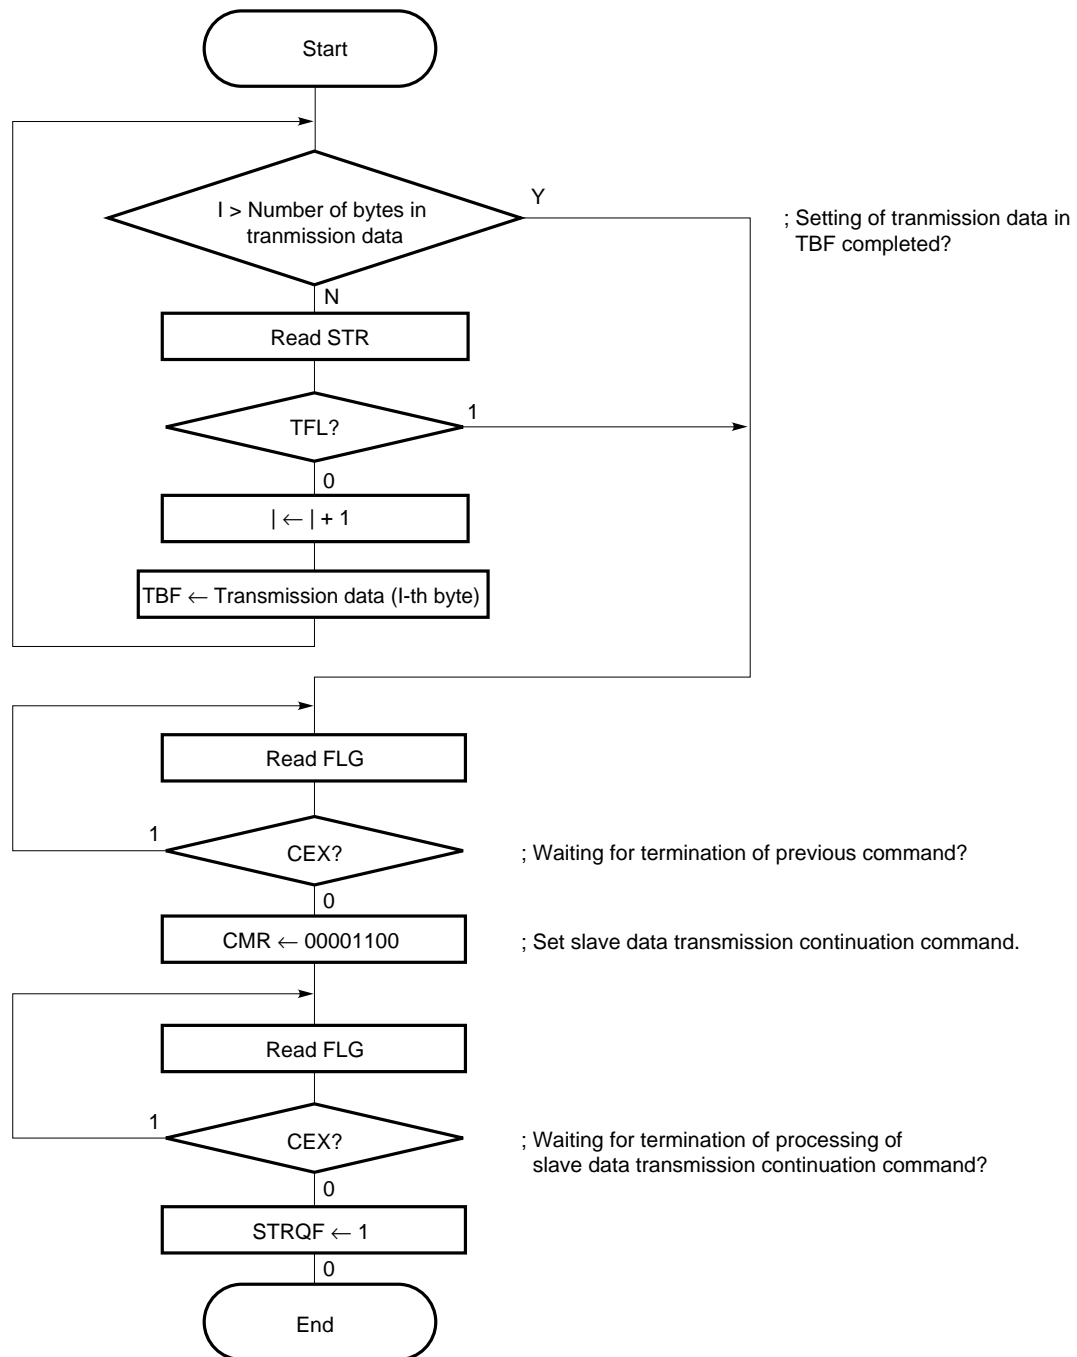 Start
I > Number of bytes in
tranmission data
Y
; Setting of tranmission data in
TBF completed?
N
Read STR
TFL?
1
0
| ← | + 1
TBF ← Transmission data (I-th byte)
Read FLG
1
CEX?
; Waiting for termination of previous command?
0
CMR ← 00001100
; Set slave data transmission continuation command.
Read FLG
1
CEX?
; Waiting for termination of processing of
slave data transmission continuation command?
0
STRQF ← 1
0
End